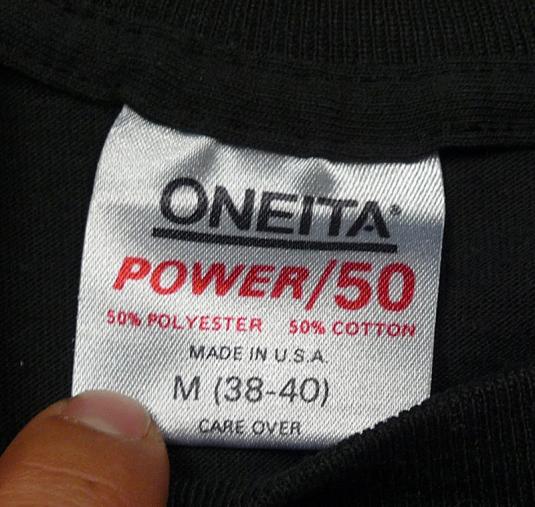 ONEITA®
POWER/50
50% POLYESTER 50% COTTON
MADE IN U.S.A.
M (38-40)
CARE OVER